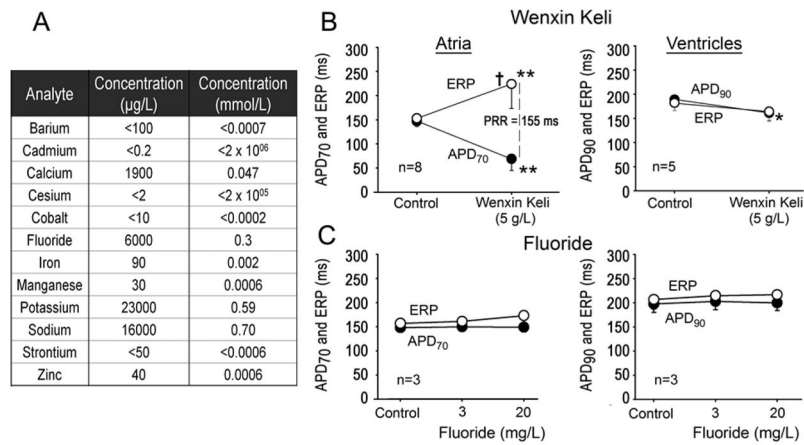 A
Analyte Concentration (µg/L) Concentration (mmol/L)
Barium <100 <0.0007
Cadmium <0.2 <2 x 10⁰⁶
Calcium 1900 0.047
Cesium <2 <2 x 10⁰⁵
Cobalt <10 <0.0002
Fluoride 6000 0.3
Iron 90 0.002
Manganese 30 0.0006
Potassium 23000 0.59
Sodium 16000 0.70
Strontium <50 <0.0006
Zinc 40 0.0006
B
Wenxin Keli
Atria
APD70 and ERP (ms)
300
250
200
150
100
50
0
ERP
† **
PRR = 155 ms
APD70
**
n=8
Control
Wenxin Keli
(5 g/L)
Ventricles
APD90 and ERP (ms)
300
250
200
150
100
50
0
APD90
ERP
*
n=5
Control
Wenxin Keli
(5 g/L)
C
Fluoride
APD70 and ERP (ms)
300
250
200
150
100
50
0
ERP
APD70
n=3
Control 3 20
Fluoride (mg/L)
APD90 and ERP (ms)
300
250
200
150
100
50
0
ERP
APD90
n=3
Control 3 20
Fluoride (mg/L)